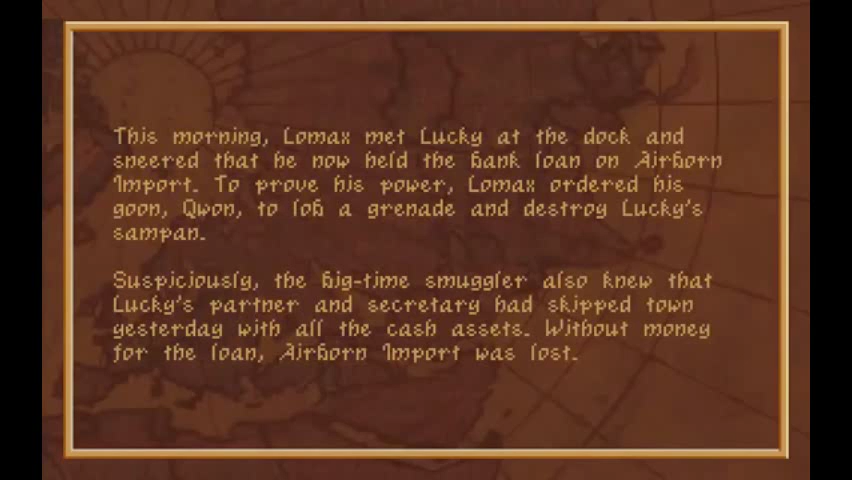 This morning, Lomax met Lucky at the dock and
sneered that he now held the bank loan on Airborn
Import. To prove his power, Lomax ordered his
goon, Qwon, to lob a grenade and destroy Lucky's
sampan.
Suspiciously, the big-time smuggler also knew that
Lucky's partner and secretary had skipped town
yesterday with all the cash assets. Without money
for the loan, Airborn Import was lost.